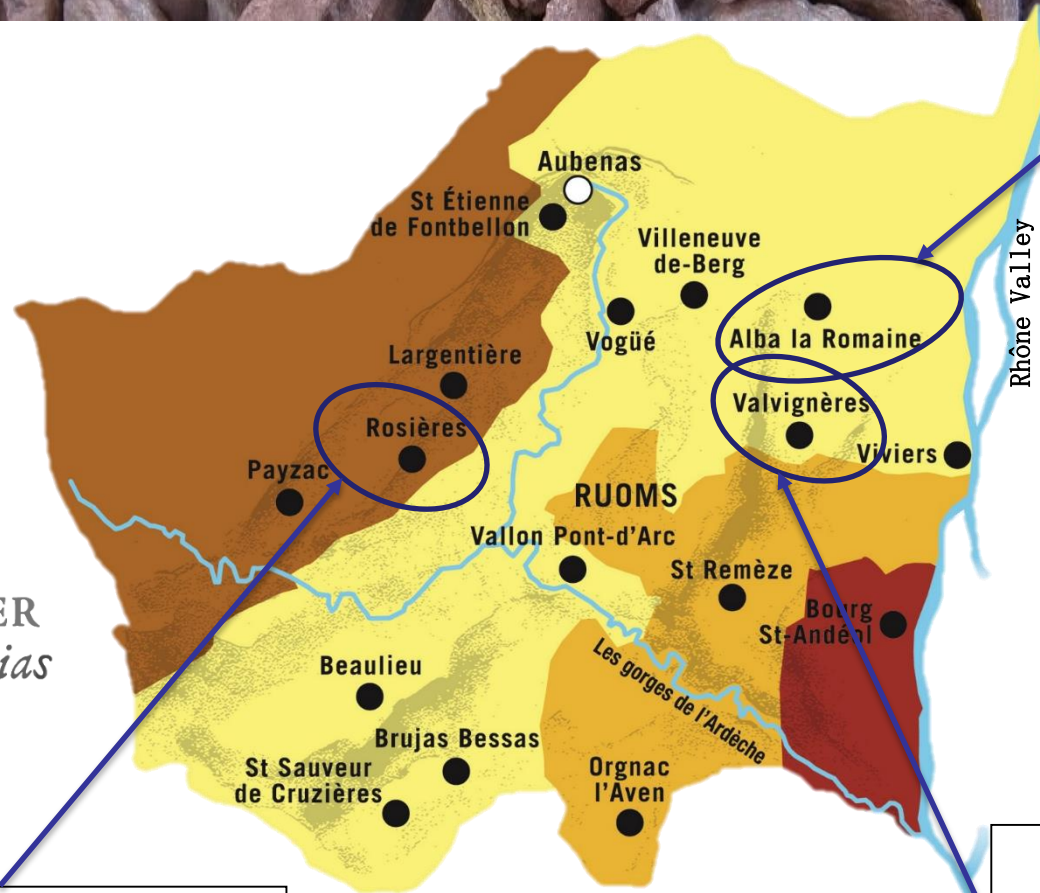 Aubenas
St Étienne
de Fontbellon
Villeneuve
de-Berg
Vogüé
Alba la Romaine
Rhône Valley
Largentière
Rosières
Valvignères
Payzac
Viviers
RUOMS
Vallon Pont-d'Arc
St Remèze
Bourg
St-Andéol
ER
ias
Les gorges de l'Ardèche
Beaulieu
Brujas Bessas
St Sauveur
de Cruzières
Orgnac
l'Aven